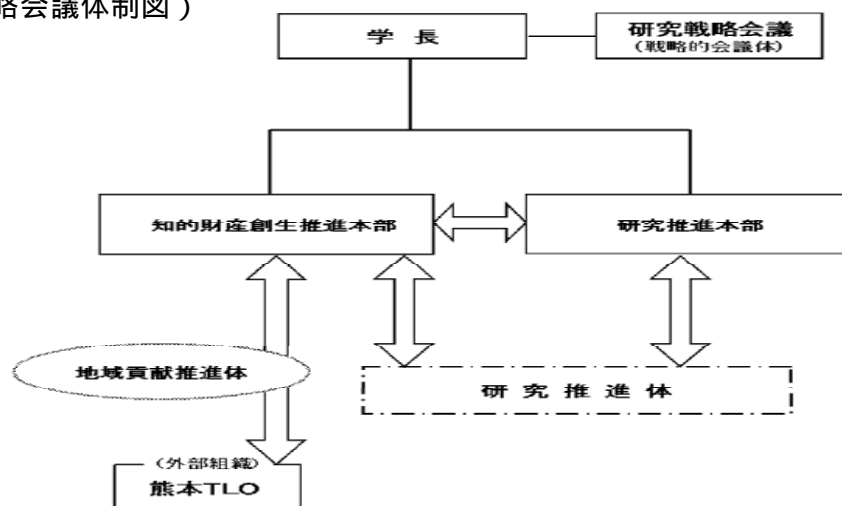 略会議体制図）
学 長
研究戦略会議
（戦略的会議体）
知的財産創生推進本部
研究推進本部
地域貢献推進体
研 究 推 進 体
（外部組織）
熊本TLO